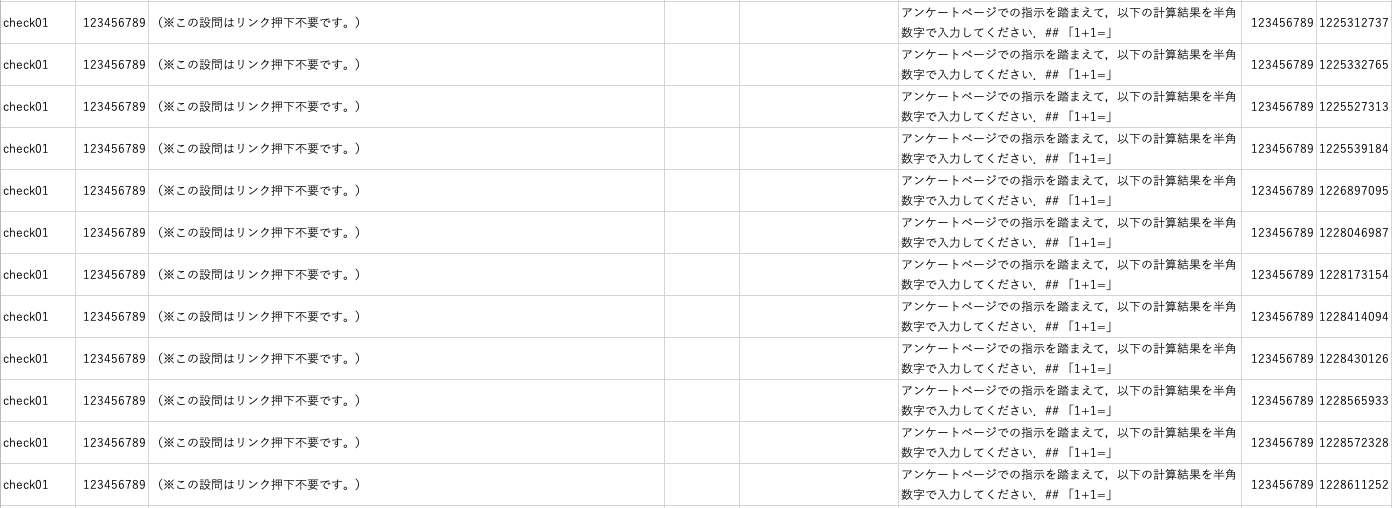 check01 123456789 （※この設問はリンク押下不要です。） アンケートページでの指示を踏まえて，以下の計算結果を半角 123456789 1225312737
数字で入力してください．## 「1+1=」
check01 123456789 （※この設問はリンク押下不要です。） アンケートページでの指示を踏まえて，以下の計算結果を半角 123456789 1225332765
数字で入力してください．## 「1+1=」
check01 123456789 （※この設問はリンク押下不要です。） アンケートページでの指示を踏まえて，以下の計算結果を半角 123456789 1225527313
数字で入力してください．## 「1+1=」
check01 123456789 （※この設問はリンク押下不要です。） アンケートページでの指示を踏まえて，以下の計算結果を半角 123456789 1225539184
数字で入力してください．## 「1+1=」
check01 123456789 （※この設問はリンク押下不要です。） アンケートページでの指示を踏まえて，以下の計算結果を半角 123456789 1226897095
数字で入力してください．## 「1+1=」
check01 123456789 （※この設問はリンク押下不要です。） アンケートページでの指示を踏まえて，以下の計算結果を半角 123456789 1228046987
数字で入力してください．## 「1+1=」
check01 123456789 （※この設問はリンク押下不要です。） アンケートページでの指示を踏まえて，以下の計算結果を半角 123456789 1228173154
数字で入力してください．## 「1+1=」
check01 123456789 （※この設問はリンク押下不要です。） アンケートページでの指示を踏まえて，以下の計算結果を半角 123456789 1228414094
数字で入力してください．## 「1+1=」
check01 123456789 （※この設問はリンク押下不要です。） アンケートページでの指示を踏まえて，以下の計算結果を半角 123456789 1228430126
数字で入力してください．## 「1+1=」
check01 123456789 （※この設問はリンク押下不要です。） アンケートページでの指示を踏まえて，以下の計算結果を半角 123456789 1228565933
数字で入力してください．## 「1+1=」
check01 123456789 （※この設問はリンク押下不要です。） アンケートページでの指示を踏まえて，以下の計算結果を半角 123456789 1228572328
数字で入力してください．## 「1+1=」
check01 123456789 （※この設問はリンク押下不要です。） アンケートページでの指示を踏まえて，以下の計算結果を半角 123456789 1228611252
数字で入力してください．## 「1+1=」